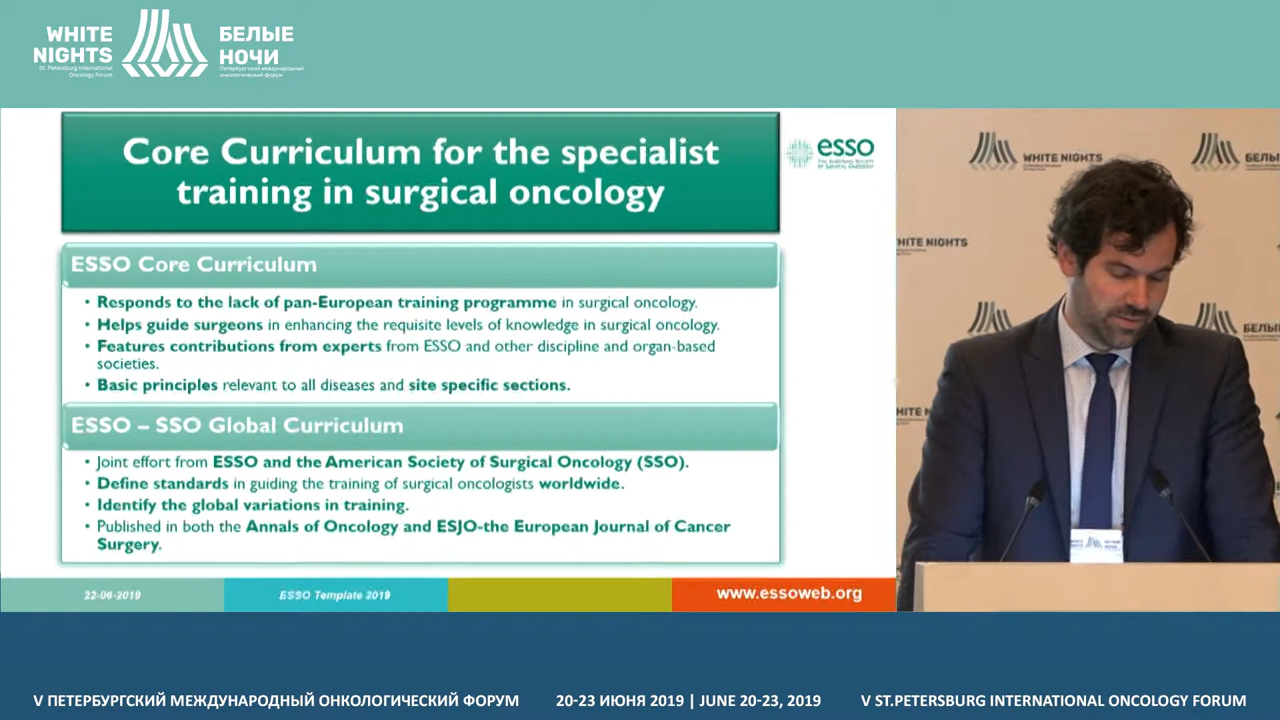 WHITE
NIGHTS
St. Petersburg International
Oncology Forum
БЕЛЫЕ
НОЧИ
Петербургский международный
онкологический форум
Core Curriculum for the specialist
training in surgical oncology
esso
ESSO Core Curriculum
• Responds to the lack of pan-European training programme in surgical oncology.
• Helps guide surgeons in enhancing the requisite levels of knowledge in surgical oncology.
• Features contributions from experts from ESSO and other discipline and organ-based
societies.
• Basic principles relevant to all diseases and site specific sections.
ESSO – SSO Global Curriculum
• Joint effort from ESSO and the American Society of Surgical Oncology (SSO).
• Define standards in guiding the training of surgical oncologists worldwide.
• Identify the global variations in training.
• Published in both the Annals of Oncology and ESJO-the European Journal of Cancer
Surgery.
22-06-2019
ESSO Template 2019
www.essoweb.org
WHITE NIGHTS
БЕЛЫ
HITE NIGHTS
БЕЛЫЕ
HITE N
V ПЕТЕРБУРГСКИЙ МЕЖДУНАРОДНЫЙ ОНКОЛОГИЧЕСКИЙ ФОРУМ
20-23 ИЮНЯ 2019 | JUNE 20-23, 2019
V ST.PETERSBURG INTERNATIONAL ONCOLOGY FORUM